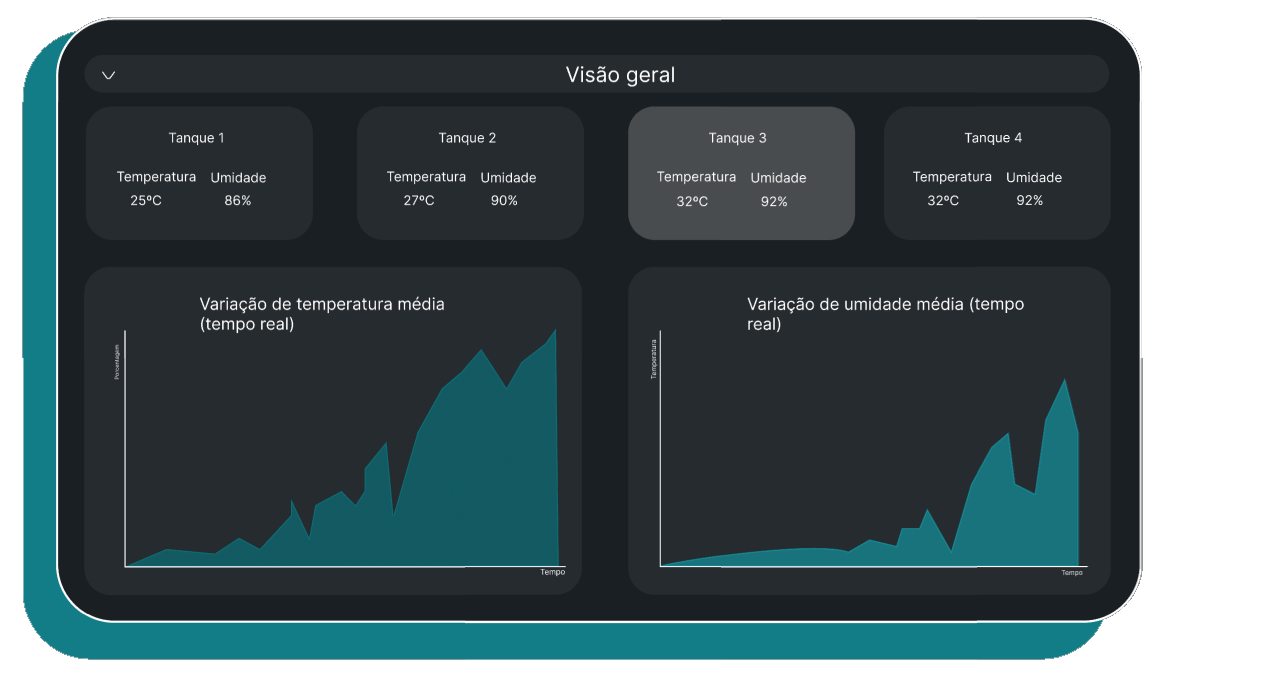 Visão geral
Tanque 1
Temperatura Umidade
25ºC 86%
Tanque 2
Temperatura Umidade
27ºC 90%
Tanque 3
Temperatura Umidade
32ºC 92%
Tanque 4
Temperatura Umidade
32ºC 92%
Variação de temperatura média
(tempo real)
Porcentagem
Tempo
Variação de umidade média (tempo
real)
Temperatura
Tempo